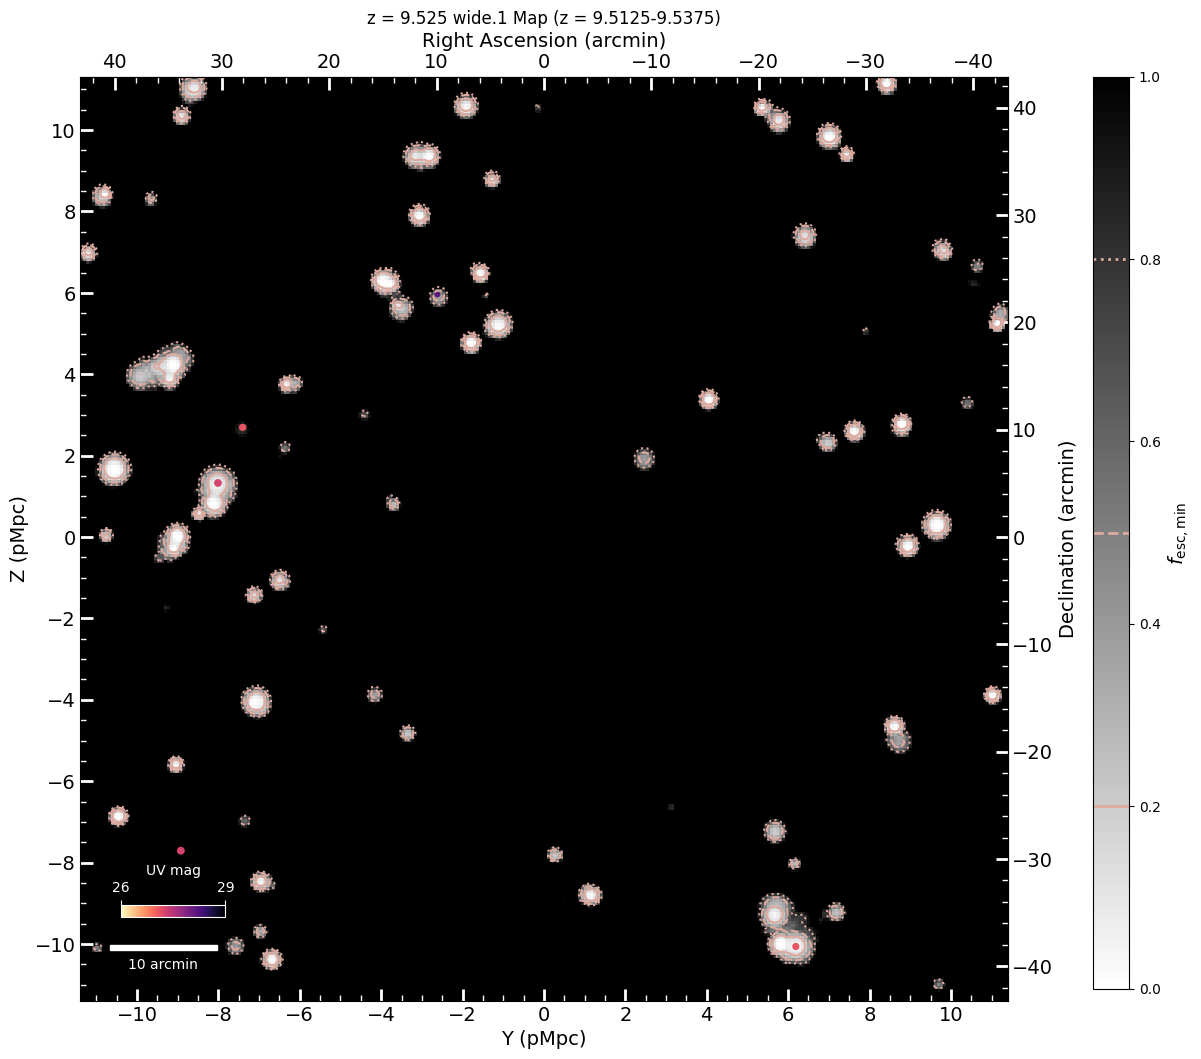 z = 9.525 wide.1 Map (z = 9.5125-9.5375)
Right Ascension (arcmin)
40 30 20 10 0 −10 −20 −30 −40
10 8 6 4 2 0 −2 −4 −6 −8 −10
Z (pMpc)
40 30 20 10 0 −10 −20 −30 −40
Declination (arcmin)
1.0 0.8 0.6 0.4 0.2 0.0
fesc,min
UV mag
26 29
10 arcmin
−10 −8 −6 −4 −2 0 2 4 6 8 10
Y (pMpc)